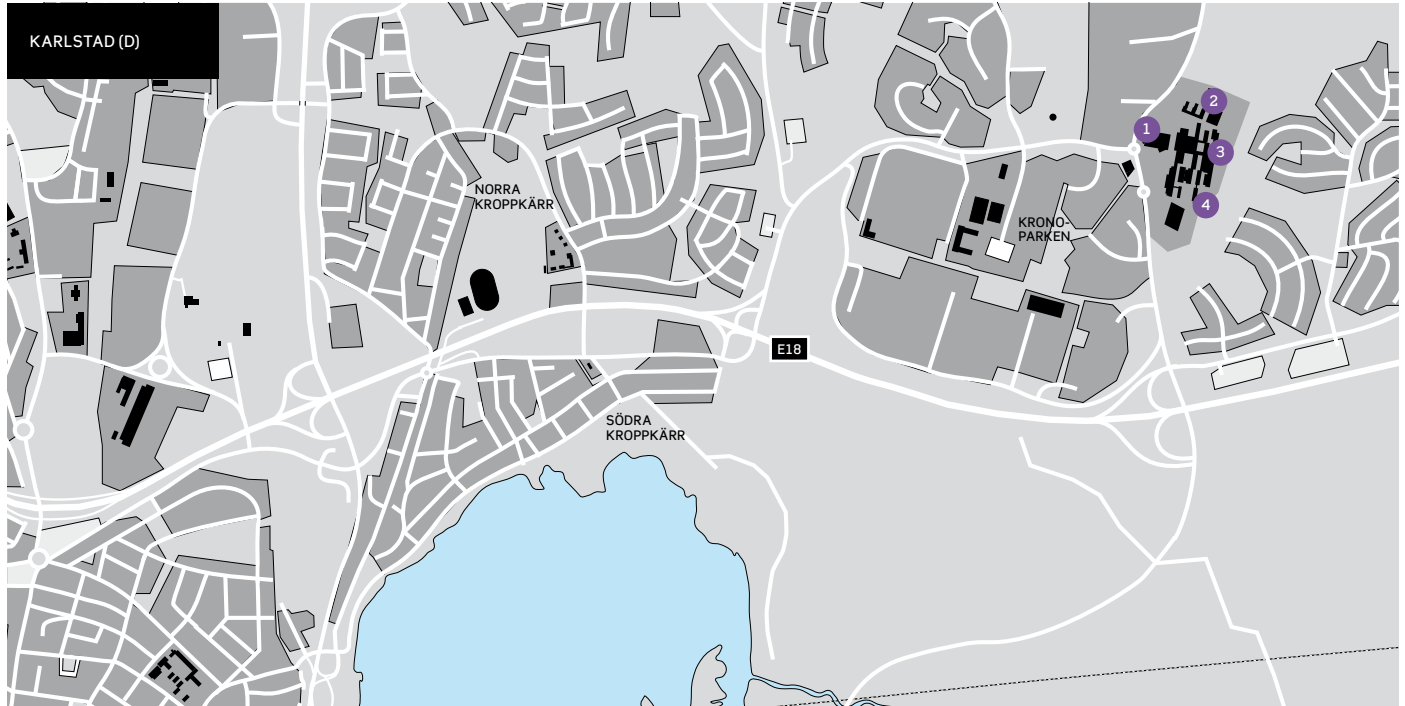 KARLSTAD (D)
2
1
3
NORRA
KROPPKÄRR
4
KRONO-
PARKEN
E18
SÖDRA
KROPPKÄRR